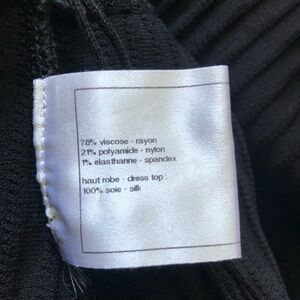 78% viscose - rayon
21% polyamide - nylon
1% elasthanne - spandex
haut robe - dress top :
100% soie - silk